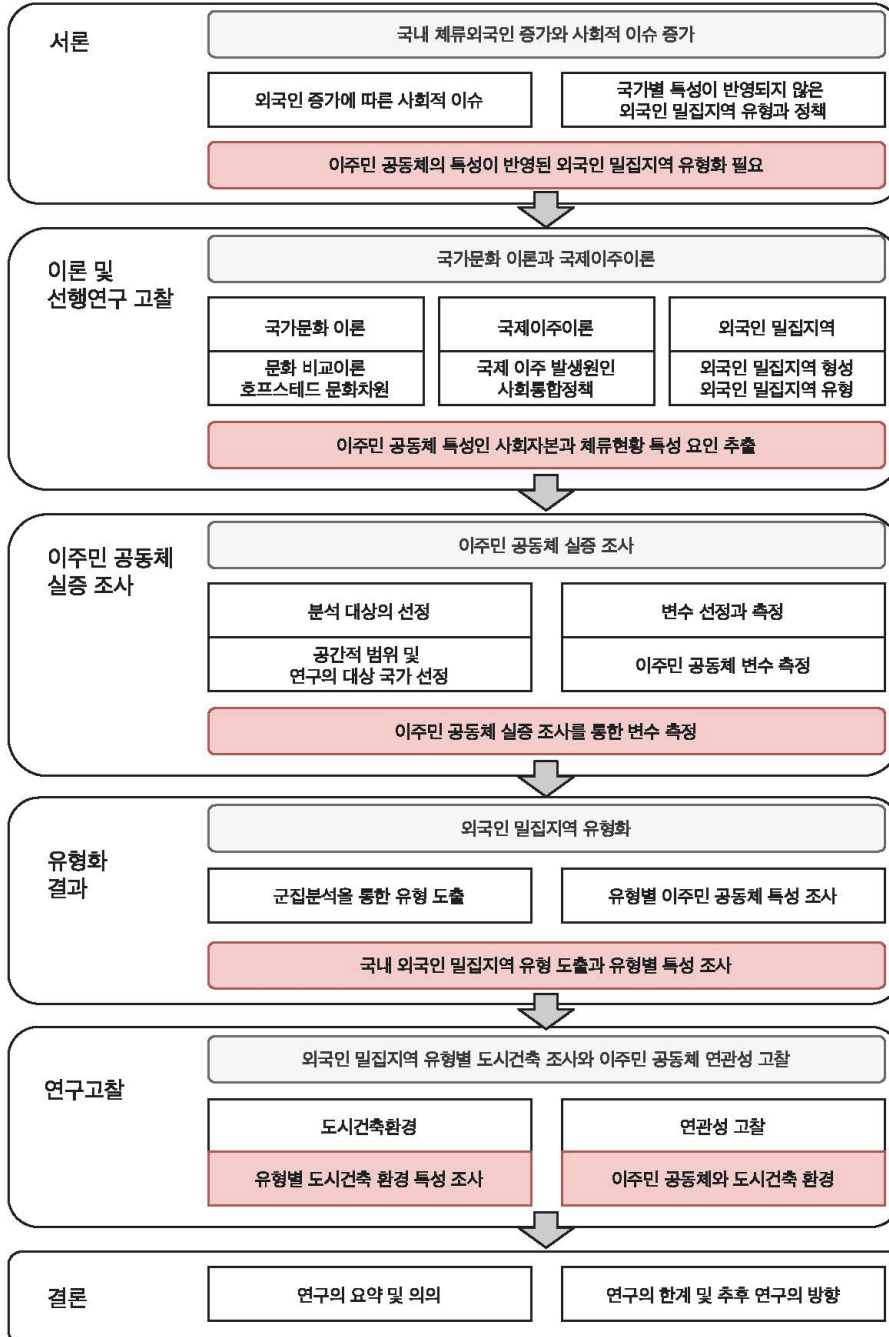 서론
국내 체류외국인 증가와 사회적 이슈 증가
외국인 증가에 따른 사회적 이슈
국가별 특성이 반영되지 않은
외국인 밀집지역 유형과 정책
이주민 공동체의 특성이 반영된 외국인 밀집지역 유형화 필요
이론 및
선행연구 고찰
국가문화 이론과 국제이주이론
국가문화 이론
문화 비교이론
호프스테드 문화차원
국제이주이론
국제 이주 발생원인
사회통합정책
외국인 밀집지역
외국인 밀집지역 형성
외국인 밀집지역 유형
이주민 공동체 특성인 사회자본과 체류현황 특성 요인 추출
이주민 공동체
실증 조사
이주민 공동체 실증 조사
분석 대상의 선정
공간적 범위 및
연구의 대상 국가 선정
변수 선정과 측정
이주민 공동체 변수 측정
이주민 공동체 실증 조사를 통한 변수 측정
유형화
결과
외국인 밀집지역 유형화
군집분석을 통한 유형 도출
유형별 이주민 공동체 특성 조사
국내 외국인 밀집지역 유형 도출과 유형별 특성 조사
연구고찰
외국인 밀집지역 유형별 도시건축 조사와 이주민 공동체 연관성 고찰
도시건축환경
유형별 도시건축 환경 특성 조사
연관성 고찰
이주민 공동체와 도시건축 환경
결론
연구의 요약 및 의의
연구의 한계 및 추후 연구의 방향